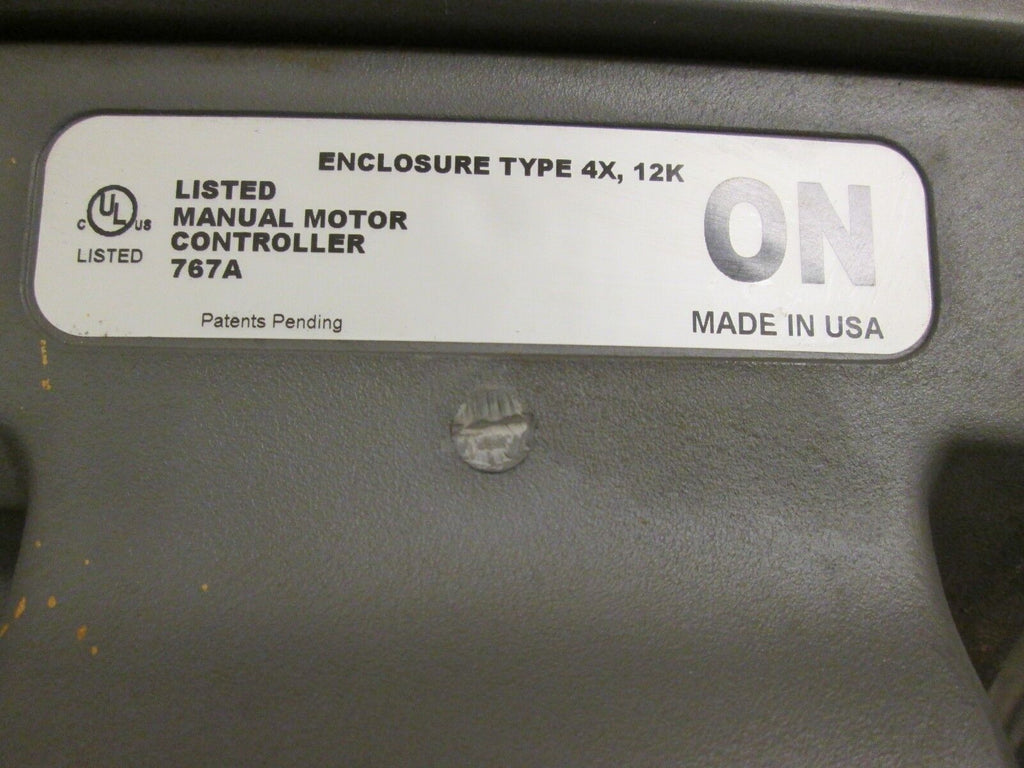 ENCLOSURE TYPE 4X, 12K
C UL US
LISTED
LISTED
MANUAL MOTOR
CONTROLLER
767A
Patents Pending
ON
MADE IN USA